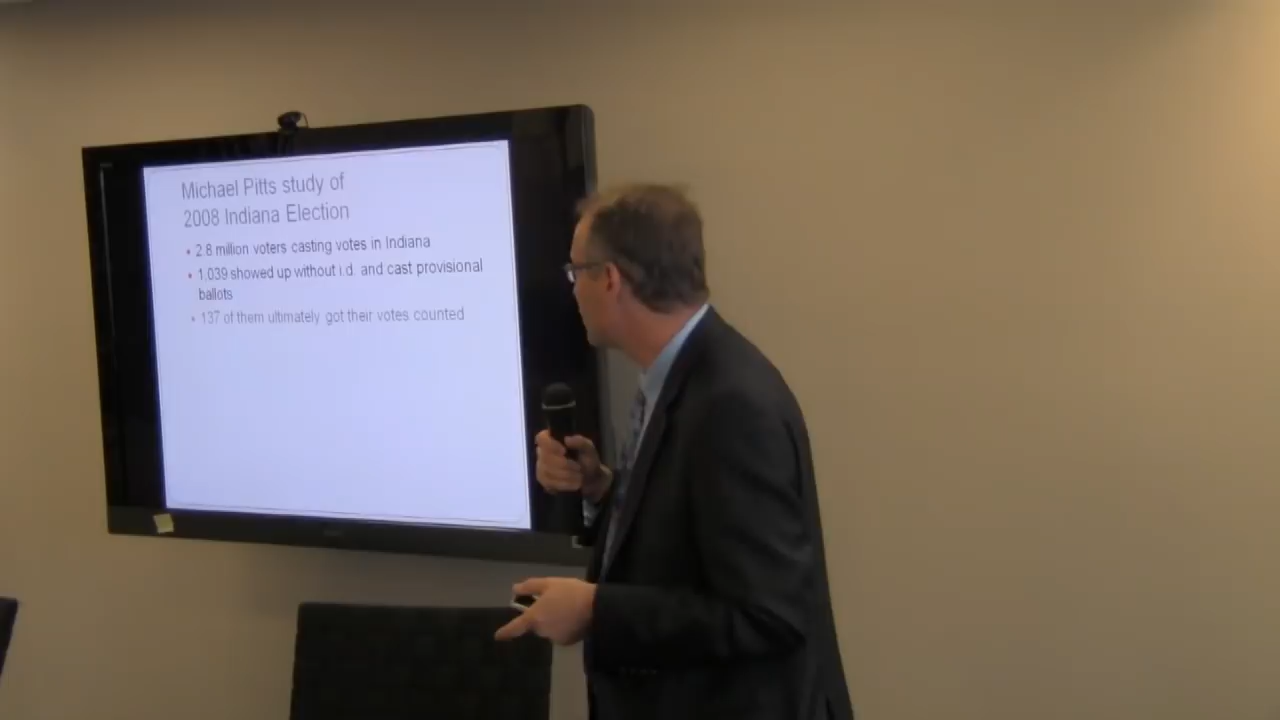 Michael Pitts study of
2008 Indiana Election
• 2.8 million voters casting votes in Indiana
• 1,039 showed up without i.d. and cast provisional
ballots
• 137 of them ultimately got their votes counted